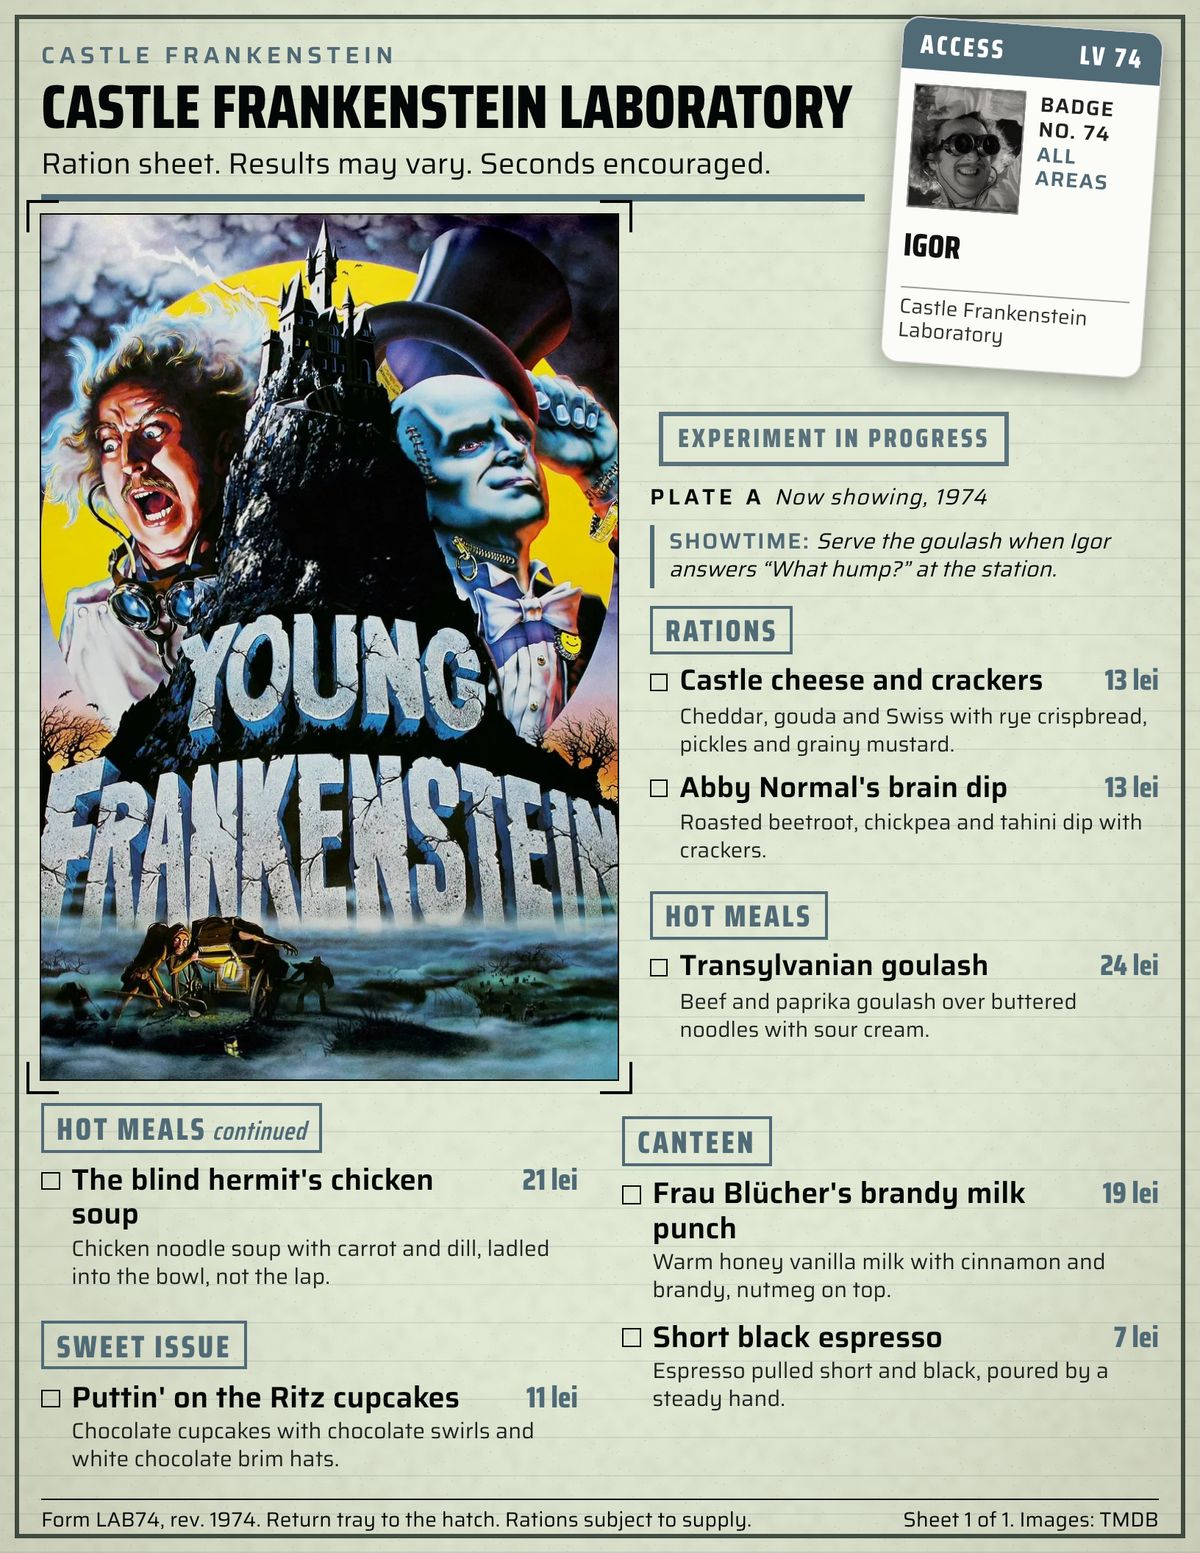 CASTLE FRANKENSTEIN
CASTLE FRANKENSTEIN LABORATORY
Ration sheet. Results may vary. Seconds encouraged.
ACCESS LV 74
BADGE
NO. 74
ALL
AREAS
IGOR
Castle Frankenstein
Laboratory
YOUNG
FRANKENSTEIN
EXPERIMENT IN PROGRESS
PLATE A Now showing, 1974
SHOWTIME: Serve the goulash when Igor
answers “What hump?” at the station.
RATIONS
Castle cheese and crackers 13 lei
Cheddar, gouda and Swiss with rye crispbread,
pickles and grainy mustard.
Abby Normal's brain dip 13 lei
Roasted beetroot, chickpea and tahini dip with
crackers.
HOT MEALS
Transylvanian goulash 24 lei
Beef and paprika goulash over buttered
noodles with sour cream.
HOT MEALS continued
The blind hermit's chicken 21 lei
soup
Chicken noodle soup with carrot and dill, ladled
into the bowl, not the lap.
SWEET ISSUE
Puttin' on the Ritz cupcakes 11 lei
Chocolate cupcakes with chocolate swirls and
white chocolate brim hats.
CANTEEN
Frau Blücher's brandy milk 19 lei
punch
Warm honey vanilla milk with cinnamon and
brandy, nutmeg on top.
Short black espresso 7 lei
Espresso pulled short and black, poured by a
steady hand.
Form LAB74, rev. 1974. Return tray to the hatch. Rations subject to supply.
Sheet 1 of 1. Images: TMDB